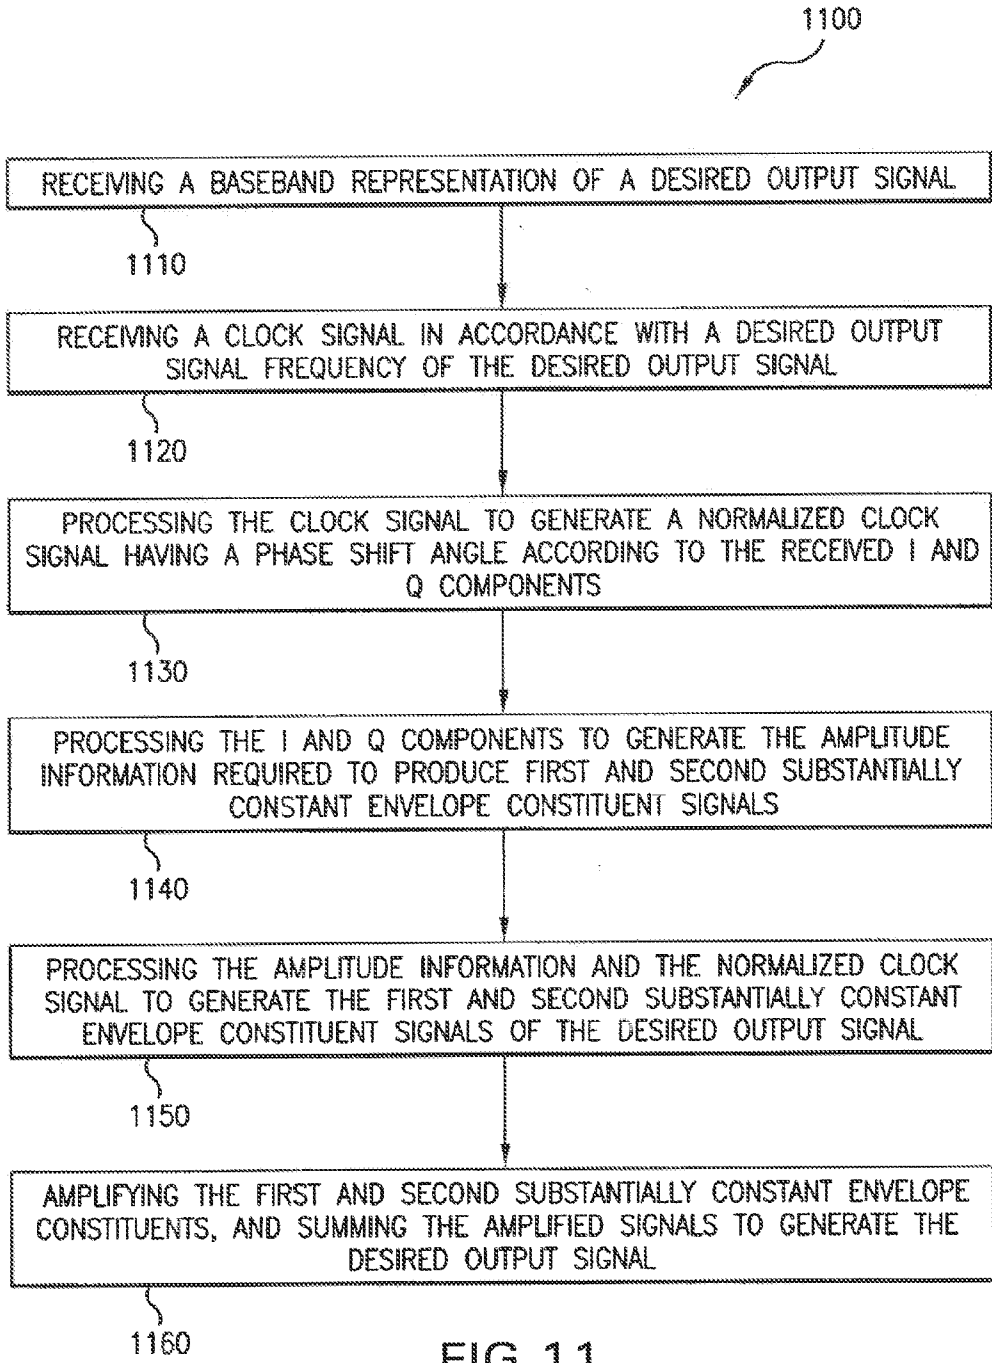 1100
RECEIVING A BASEBAND REPRESENTATION OF A DESIRED OUTPUT SIGNAL
1110
RECEIVING A CLOCK SIGNAL IN ACCORDANCE WITH A DESIRED OUTPUT
SIGNAL FREQUENCY OF THE DESIRED OUTPUT SIGNAL
1120
PROCESSING THE CLOCK SIGNAL TO GENERATE A NORMALIZED CLOCK
SIGNAL HAVING A PHASE SHIFT ANGLE ACCORDING TO THE RECEIVED I AND
Q COMPONENTS
1130
PROCESSING THE I AND Q COMPONENTS TO GENERATE THE AMPLITUDE
INFORMATION REQUIRED TO PRODUCE FIRST AND SECOND SUBSTANTIALLY
CONSTANT ENVELOPE CONSTITUENT SIGNALS
1140
PROCESSING THE AMPLITUDE INFORMATION AND THE NORMALIZED CLOCK
SIGNAL TO GENERATE THE FIRST AND SECOND SUBSTANTIALLY CONSTANT
ENVELOPE CONSTITUENT SIGNALS OF THE DESIRED OUTPUT SIGNAL
1150
AMPLIFYING THE FIRST AND SECOND SUBSTANTIALLY CONSTANT ENVELOPE
CONSTITUENTS, AND SUMMING THE AMPLIFIED SIGNALS TO GENERATE THE
DESIRED OUTPUT SIGNAL
1160
FIG. 11